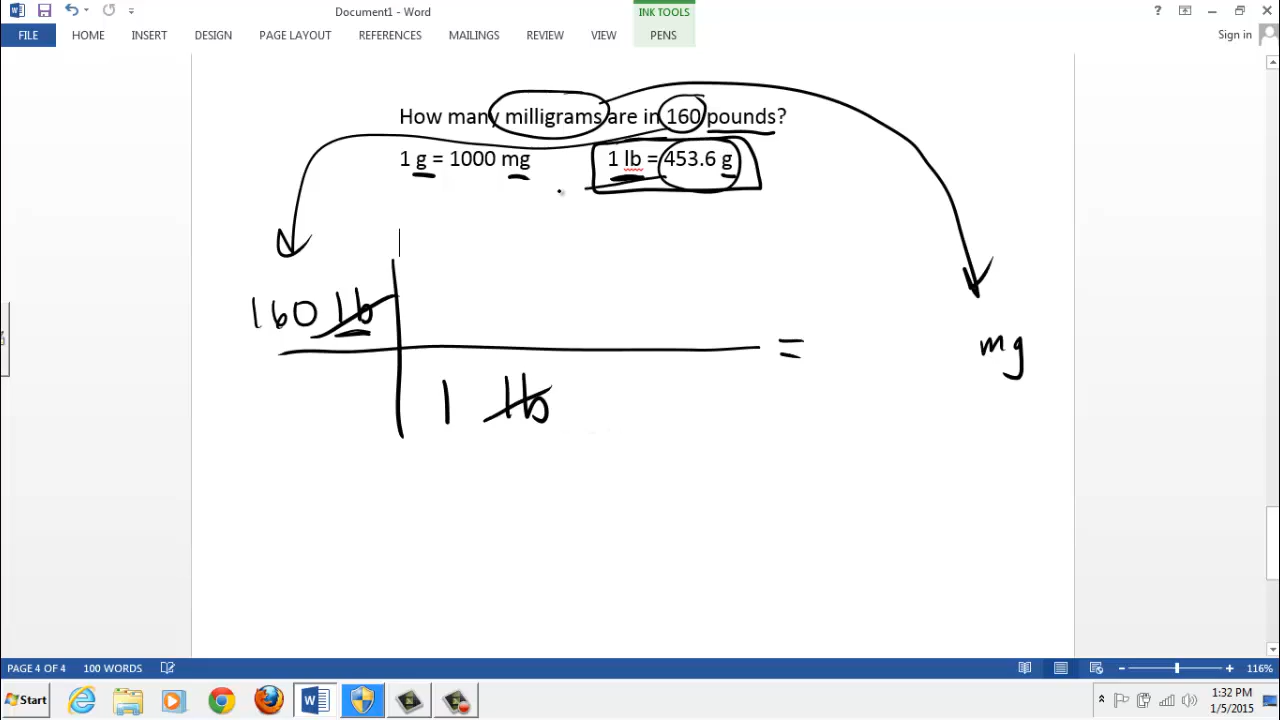 Document1 - Word
INK TOOLS
?
FILE HOME INSERT DESIGN PAGE LAYOUT REFERENCES MAILINGS REVIEW VIEW PENS Sign in
How many milligrams are in 160 pounds?
1 g = 1000 mg 1 lb = 453.6 g
160 lb
= mg
1 lb
PAGE 4 OF 4 100 WORDS 116%
Start 1:32 PM
1/5/2015